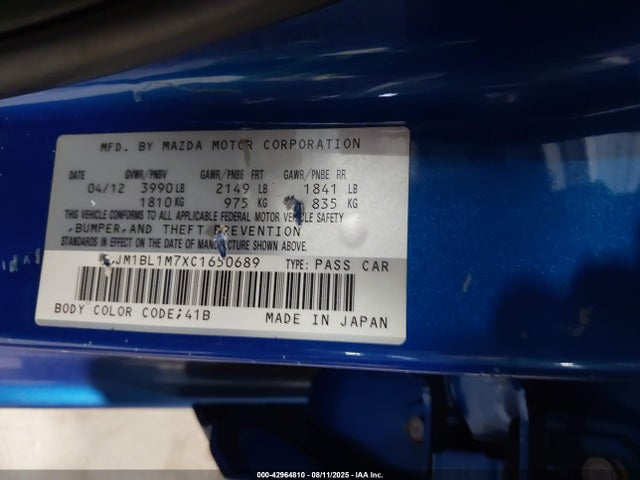 MFD. BY MAZDA MOTOR CORPORATION
DATE GVWR/PNBV GAWR/PNBE FRT GAWR/PNBE RR
04/12 3990 LB 2149 LB 1841 LB
1810 KG 975 KG 835 KG
THIS VEHICLE CONFORMS TO ALL APPLICABLE FEDERAL MOTOR VEHICLE SAFETY
,BUMPER,AND THEFT PREVENTION
STANDARDS IN EFFECT ON THE DATE OF MANUFACTURE SHOWN ABOVE.
JM1BL1M7XC1650689 TYPE: PASS CAR
BODY COLOR CODE:41B MADE IN JAPAN
000-42964810 - 08/11/2025 - IAA Inc.